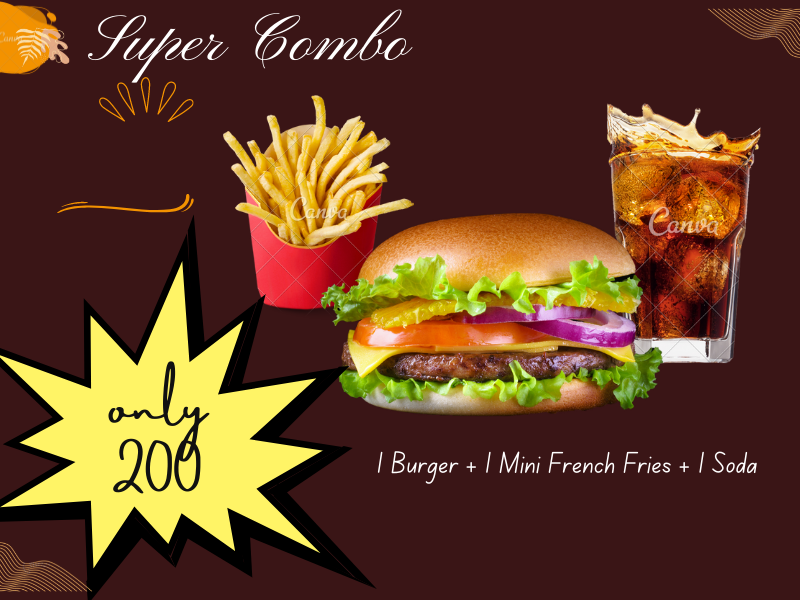 Super Combo
Canva
Canva
Canva
only
200
1 Burger + 1 Mini French Fries + 1 Soda